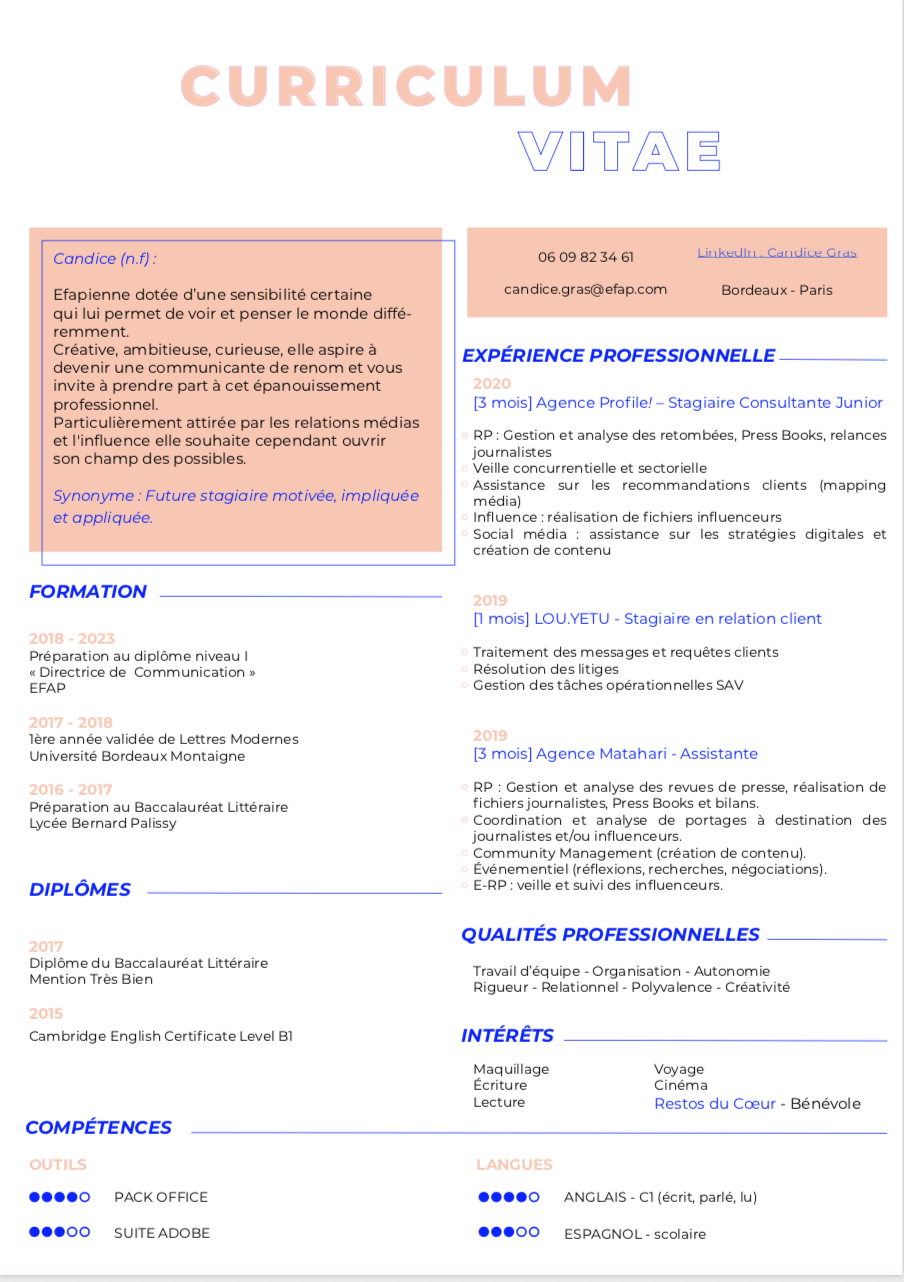 CURRICULUM
VITAE
Candice (n.f) :
Efapienne dotée d'une sensibilité certaine
qui lui permet de voir et penser le monde diffé-
remment.
Créative, ambitieuse, curieuse, elle aspire à
devenir une communicante de renom et vous
invite à prendre part à cet épanouissement
professionnel.
Particulièrement attirée par les relations médias
et l'influence elle souhaite cependant ouvrir
son champ des possibles.
Synonyme : Future stagiaire motivée, impliquée
et appliquée.
FORMATION
2018 - 2023
Préparation au diplôme niveau I
« Directrice de Communication »
EFAP
2017 - 2018
1ère année validée de Lettres Modernes
Université Bordeaux Montaigne
2016 - 2017
Préparation au Baccalauréat Littéraire
Lycée Bernard Palissy
DIPLÔMES
2017
Diplôme du Baccalauréat Littéraire
Mention Très Bien
2015
Cambridge English Certificate Level B1
06 09 82 34 61
LinkedIn : Candice Gras
candice.gras@efap.com
Bordeaux - Paris
EXPÉRIENCE PROFESSIONNELLE
2020
[3 mois] Agence Profile! – Stagiaire Consultante Junior
RP : Gestion et analyse des retombées, Press Books, relances
journalistes
Veille concurrentielle et sectorielle
Assistance sur les recommandations clients (mapping
média)
Influence : réalisation de fichiers influenceurs
Social média : assistance sur les stratégies digitales et
création de contenu
2019
[1 mois] LOU.YETU - Stagiaire en relation client
Traitement des messages et requêtes clients
Résolution des litiges
Gestion des tâches opérationnelles SAV
2019
[3 mois] Agence Matahari - Assistante
RP : Gestion et analyse des revues de presse, réalisation de
fichiers journalistes, Press Books et bilans.
Coordination et analyse de portages à destination des
journalistes et/ou influenceurs.
Community Management (création de contenu).
Événementiel (réflexions, recherches, négociations).
E-RP : veille et suivi des influenceurs.
QUALITÉS PROFESSIONNELLES
Travail d'équipe - Organisation - Autonomie
Rigueur - Relationnel - Polyvalence - Créativité
INTÉRÊTS
Maquillage
Écriture
Lecture
Voyage
Cinéma
Restos du Cœur - Bénévole
COMPÉTENCES
OUTILS
PACK OFFICE
SUITE ADOBE
LANGUES
ANGLAIS - C1 (écrit, parlé, lu)
ESPAGNOL - scolaire